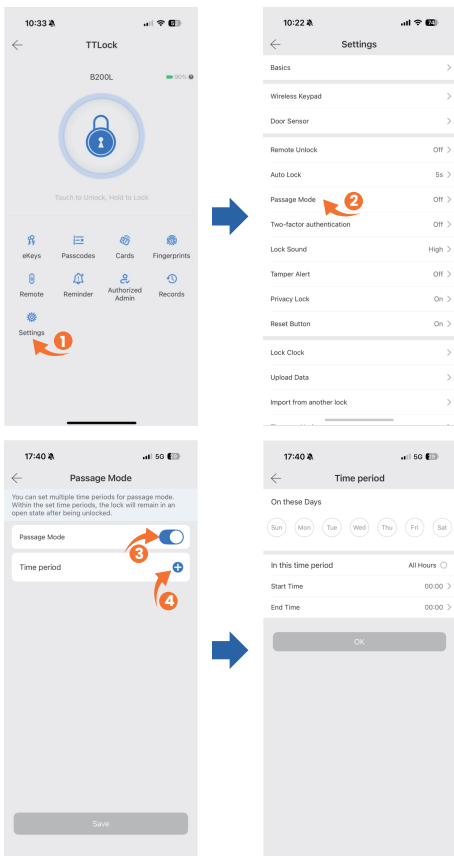 10:33
TTLock
B200L
90%
Touch to Unlock, Hold to Lock
eKeys
Passcodes
Cards
Fingerprints
Remote
Reminder
Authorized
Admin
Records
Settings
1
10:22
74
Settings
Basics
Wireless Keypad
Door Sensor
Remote Unlock Off
Auto Lock 5s
Passage Mode Off
2
Two-factor authentication Off
Lock Sound High
Tamper Alert Off
Privacy Lock On
Reset Button On
Lock Clock
Upload Data
Import from another lock
17:40
5G
Passage Mode
You can set multiple time periods for passage mode.
Within the set time periods, the lock will remain in an
open state after being unlocked.
Passage Mode
3
Time period
4
Save
17:40
5G
Time period
On these Days
Sun Mon Tue Wed Thu Fri Sat
In this time period All Hours
Start Time 00:00
End Time 00:00
OK